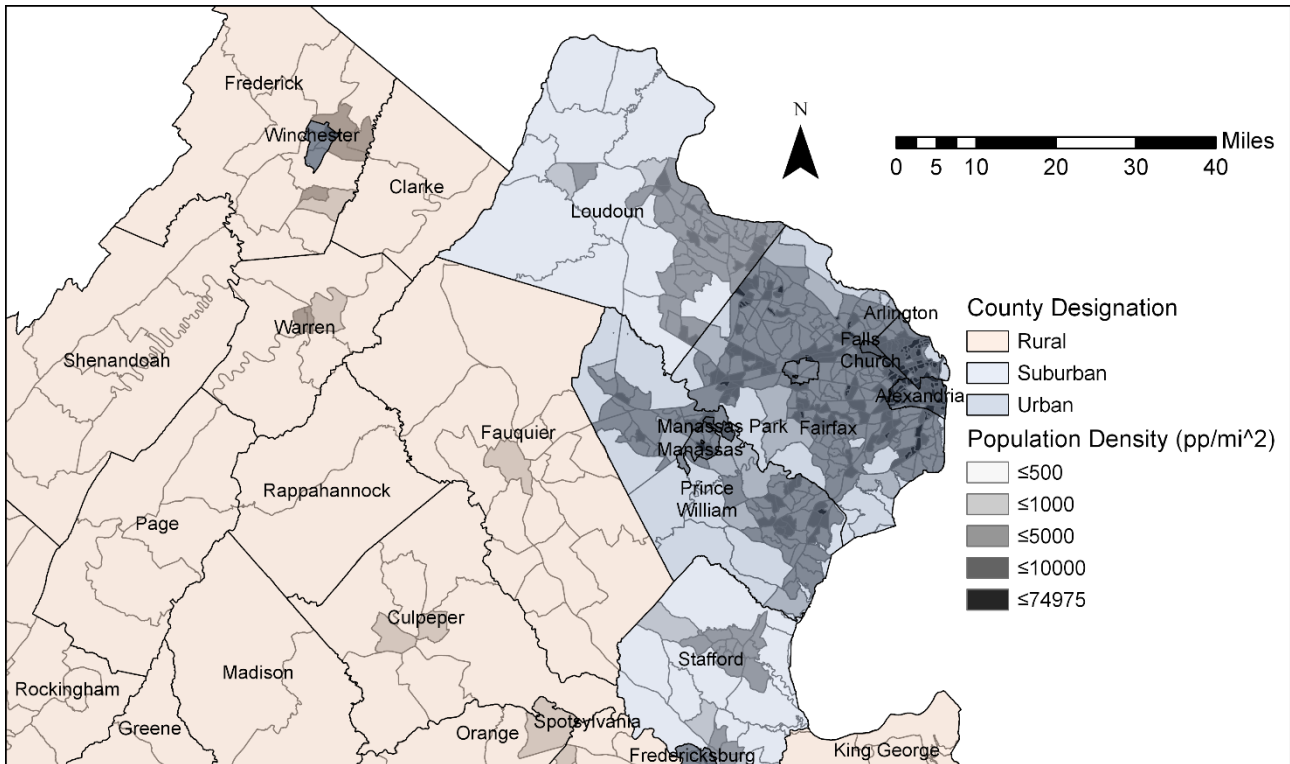 Frederick
Winchester
Clarke
Loudoun
N
Miles
0 5 10 20 30 40
Arlington
Falls
Church
Alexandria
Shenandoah
Warren
Fauquier
Manassas Park
Manassas
Fairfax
Prince
William
Rappahannock
Page
Culpeper
Madison
Stafford
Rockingham
Greene
Orange
Spotsylvania
Fredericksburg
King George
County Designation
Rural
Suburban
Urban
Population Density (pp/mi^2)
≤500
≤1000
≤5000
≤10000
≤74975